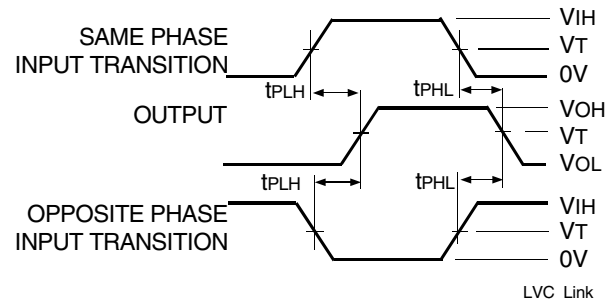 SAME PHASE
INPUT TRANSITION
VIH
VT
0V
tPLH
tPHL
OUTPUT
VOH
VT
VOL
tPLH
tPHL
OPPOSITE PHASE
INPUT TRANSITION
VIH
VT
0V
LVC Link